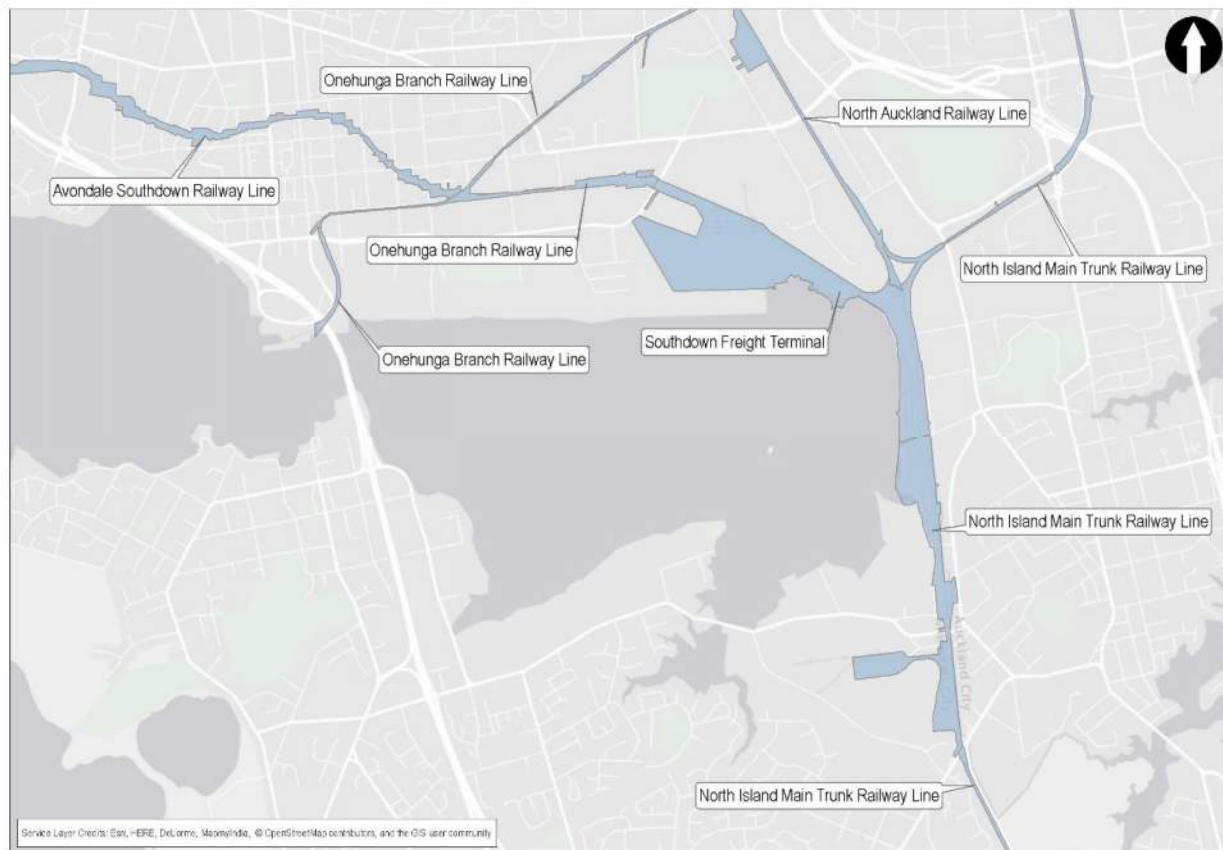 Onehunga Branch Railway Line
North Auckland Railway Line
Avondale Southdown Railway Line
Onehunga Branch Railway Line
North Island Main Trunk Railway Line
Southdown Freight Terminal
Onehunga Branch Railway Line
North Island Main Trunk Railway Line
Auckland City
North Island Main Trunk Railway Line
Service Layer Credits: Esri, HERE, DeLorme, MapmyIndia, © OpenStreetMap contributors, and the GIS user community